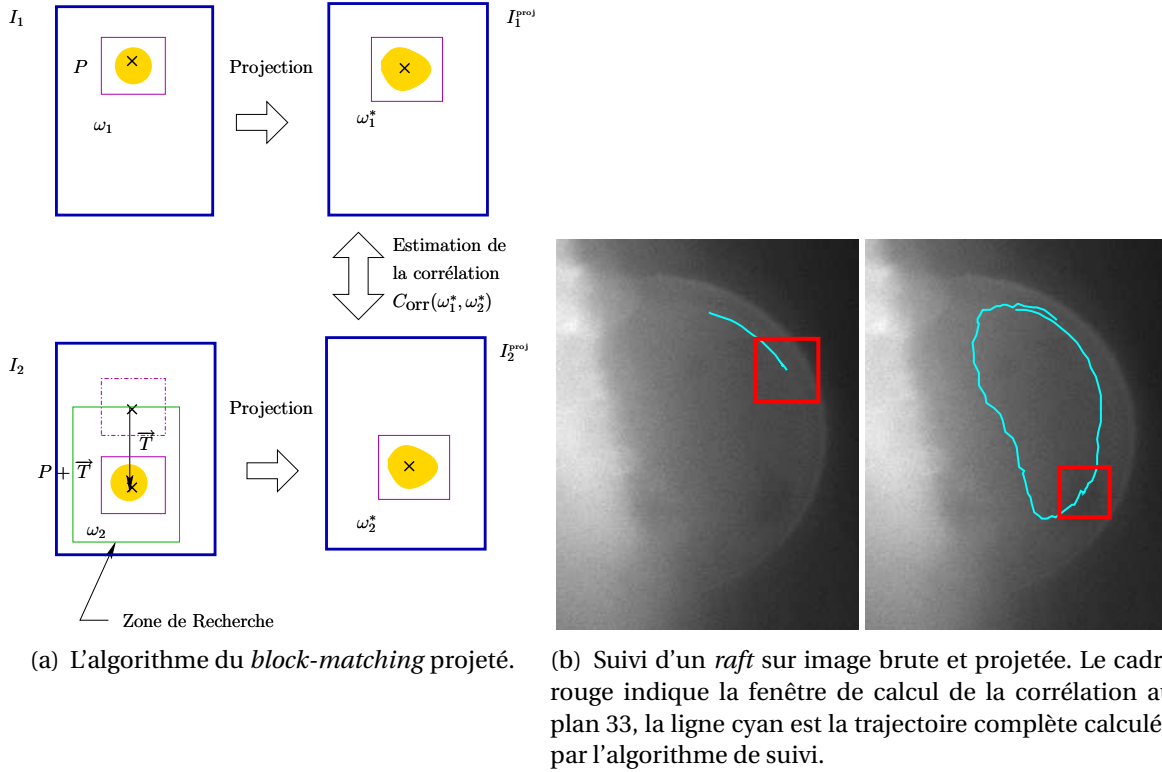 I₁
I₁ᵖʳᵒʲ
P
ω₁
Projection
ω₁*
Estimation de
la corrélation
Corr(ω₁*, ω₂*)
I₂
I₂ᵖʳᵒʲ
Projection
T⃗
P + T⃗
ω₂
ω₂*
Zone de Recherche
(a) L'algorithme du block-matching projeté.
(b) Suivi d'un raft sur image brute et projetée. Le cadr
rouge indique la fenêtre de calcul de la corrélation a
plan 33, la ligne cyan est la trajectoire complète calculé
par l'algorithme de suivi.